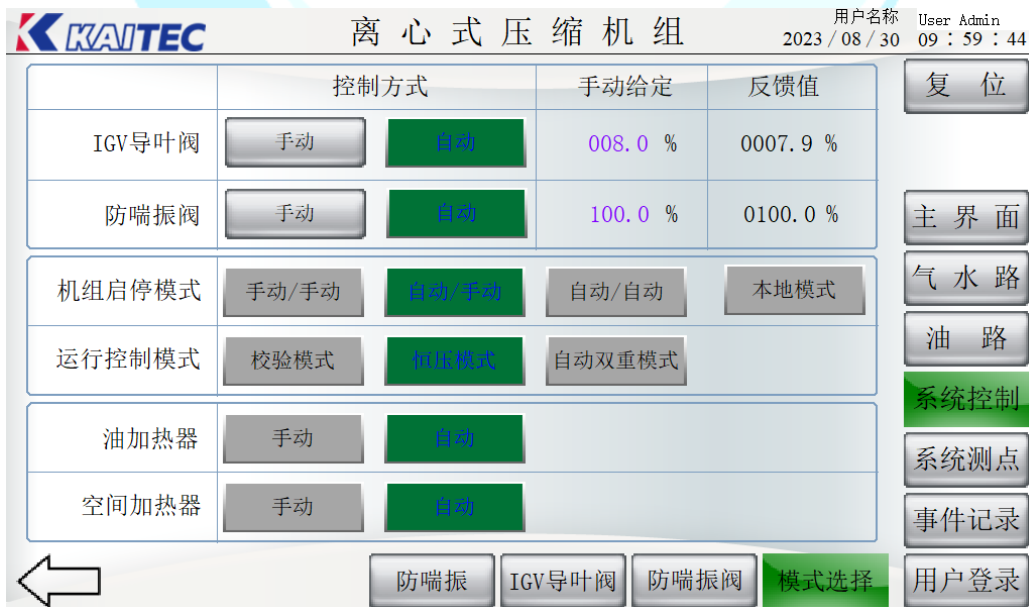 KAITEC
离心式压缩机组
用户名称 User Admin
2023/08/30 09:59:44
控制方式 手动给定 反馈值
复位
IGV导叶阀 手动 自动 008.0 % 0007.9 %
防喘振阀 手动 自动 100.0 % 0100.0 %
主界面
机组启停模式 手动/手动 自动/手动 自动/自动 本地模式
气水路
运行控制模式 校验模式 恒压模式 自动双重模式
油路
系统控制
油加热器 手动 自动
系统测点
空间加热器 手动 自动
事件记录
防喘振 IGV导叶阀 防喘振阀 模式选择 用户登录